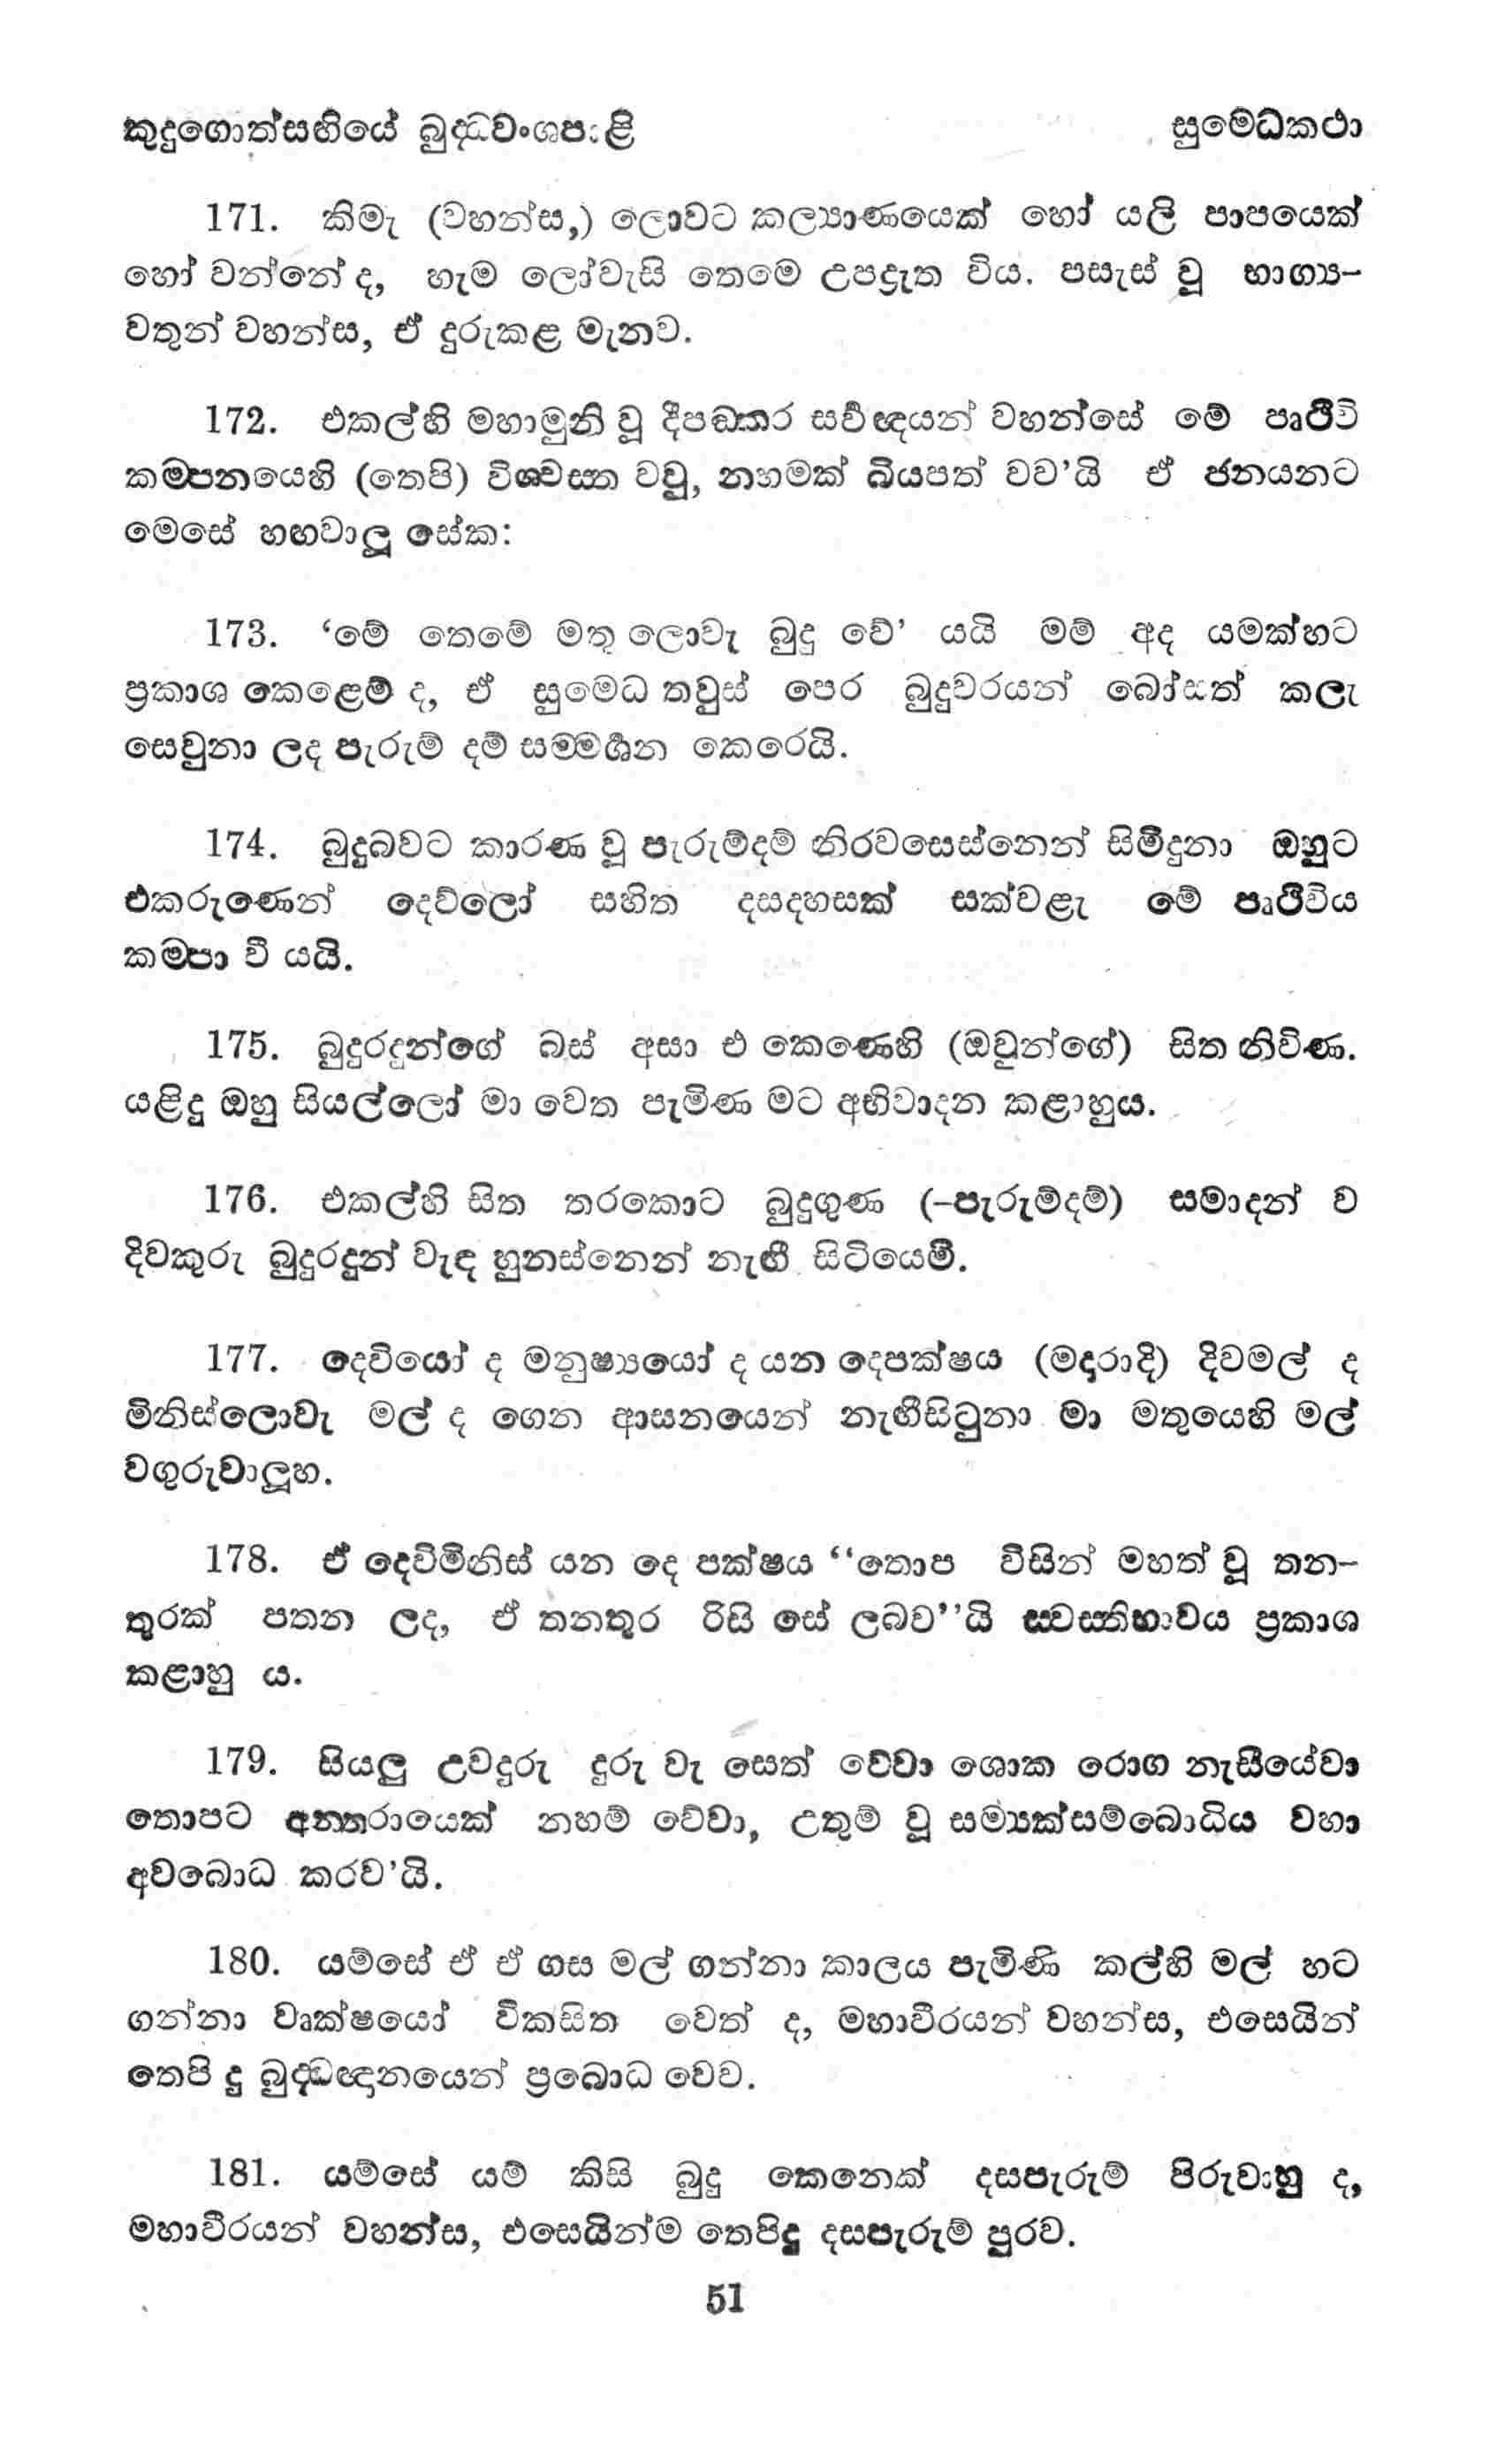 කුදුගොත්සඟියේ බුද්ධවංශපාළි සුමේධකථා
171. කිමැ (වහන්ස,) ලොවට කල්‍යාණයෙක් හෝ යලි පාපයෙක්
හෝ වන්නේ ද, හැම ලෝවැසි තෙමෙ උපද්‍රැත විය. පසැස් වූ භාග්‍ය-
වතුන් වහන්ස, ඒ දුරුකළ මැනව.
172. එකල්හි මහාමුනි වූ දීපඞ්කර සර්‍වඥයන් වහන්සේ මේ පෘථිවි
කම්පනයෙහි (තෙපි) විශ්වස්ත වවු, නහමක් බියපත් වව'යි ඒ ජනයනට
මෙසේ හඟවාලූ සේක:
173. ‘මේ තෙමේ මතු ලොවැ බුදු වේ’ යයි මම් අද යමක්හට
ප්‍රකාශ කෙළෙම් ද, ඒ සුමෙධ තවුස් පෙර බුදුවරයන් බෝසත් කලැ
සෙවුනා ලද පැරුම් දම් සම්මර්‍ශන කෙරෙයි.
174. බුදුබවට කාරණ වූ පැරුම්දම් නිරවසෙස්නෙන් සිමිදුනා ඔහුට
එකරුණෙන් දෙව්ලෝ සහිත දසදහසක් සක්වළැ මේ පෘථිවිය
කම්පා වී යයි.
175. බුදුරදුන්ගේ බස් අසා එ කෙණෙහි (ඔවුන්ගේ) සිත නිවිණ.
යළිදු ඔහු සියල්ලෝ මා වෙත පැමිණ මට අභිවාදන කළාහුය.
176. එකල්හි සිත තරකොට බුදුගුණ (-පැරුම්දම්) සමාදන් ව
දිවකුරු බුදුරදුන් වැඳ හුනස්නෙන් නැඟී සිටියෙමි.
177. දෙවියෝ ද මනුෂ්‍යයෝ ද යන දෙපක්ෂය (මදාරාදි) දිවමල් ද
මිනිස්ලොවැ මල් ද ගෙන ආසනයෙන් නැඟීසිටුනා මා මතුයෙහි මල්
වගුරුවාලූහ.
178. ඒ දෙවිමිනිස් යන දෙ පක්ෂය “තොප විසින් මහත් වූ තන-
තුරක් පතන ලද, ඒ තනතුර රිසි සේ ලබව”යි ස්වස්තිභාවය ප්‍රකාශ
කළාහු ය.
179. සියලු උවදුරු දුරු වැ සෙත් වේවා ශොක රොග නැසීයේවා
තොපට අන්තරායෙක් නහම් වේවා, උතුම් වූ සම්‍යක්සම්බොධිය වහා
අවබොධ කරව'යි.
180. යම්සේ ඒ ඒ ගස මල් ගන්නා කාලය පැමිණි කල්හි මල් හට
ගන්නා වෘක්ෂයෝ විකසිත වෙත් ද, මහාවීරයන් වහන්ස, එසෙයින්
තෙපි දු බුද්ධඥානයෙන් ප්‍රබොධ වෙව.
181. යම්සේ යම් කිසි බුදු කෙනෙක් දසපැරුම් පිරුවාහු ද,
මහාවීරයන් වහන්ස, එසෙයින්ම තෙපිදු දසපැරුම් පුරව.
51